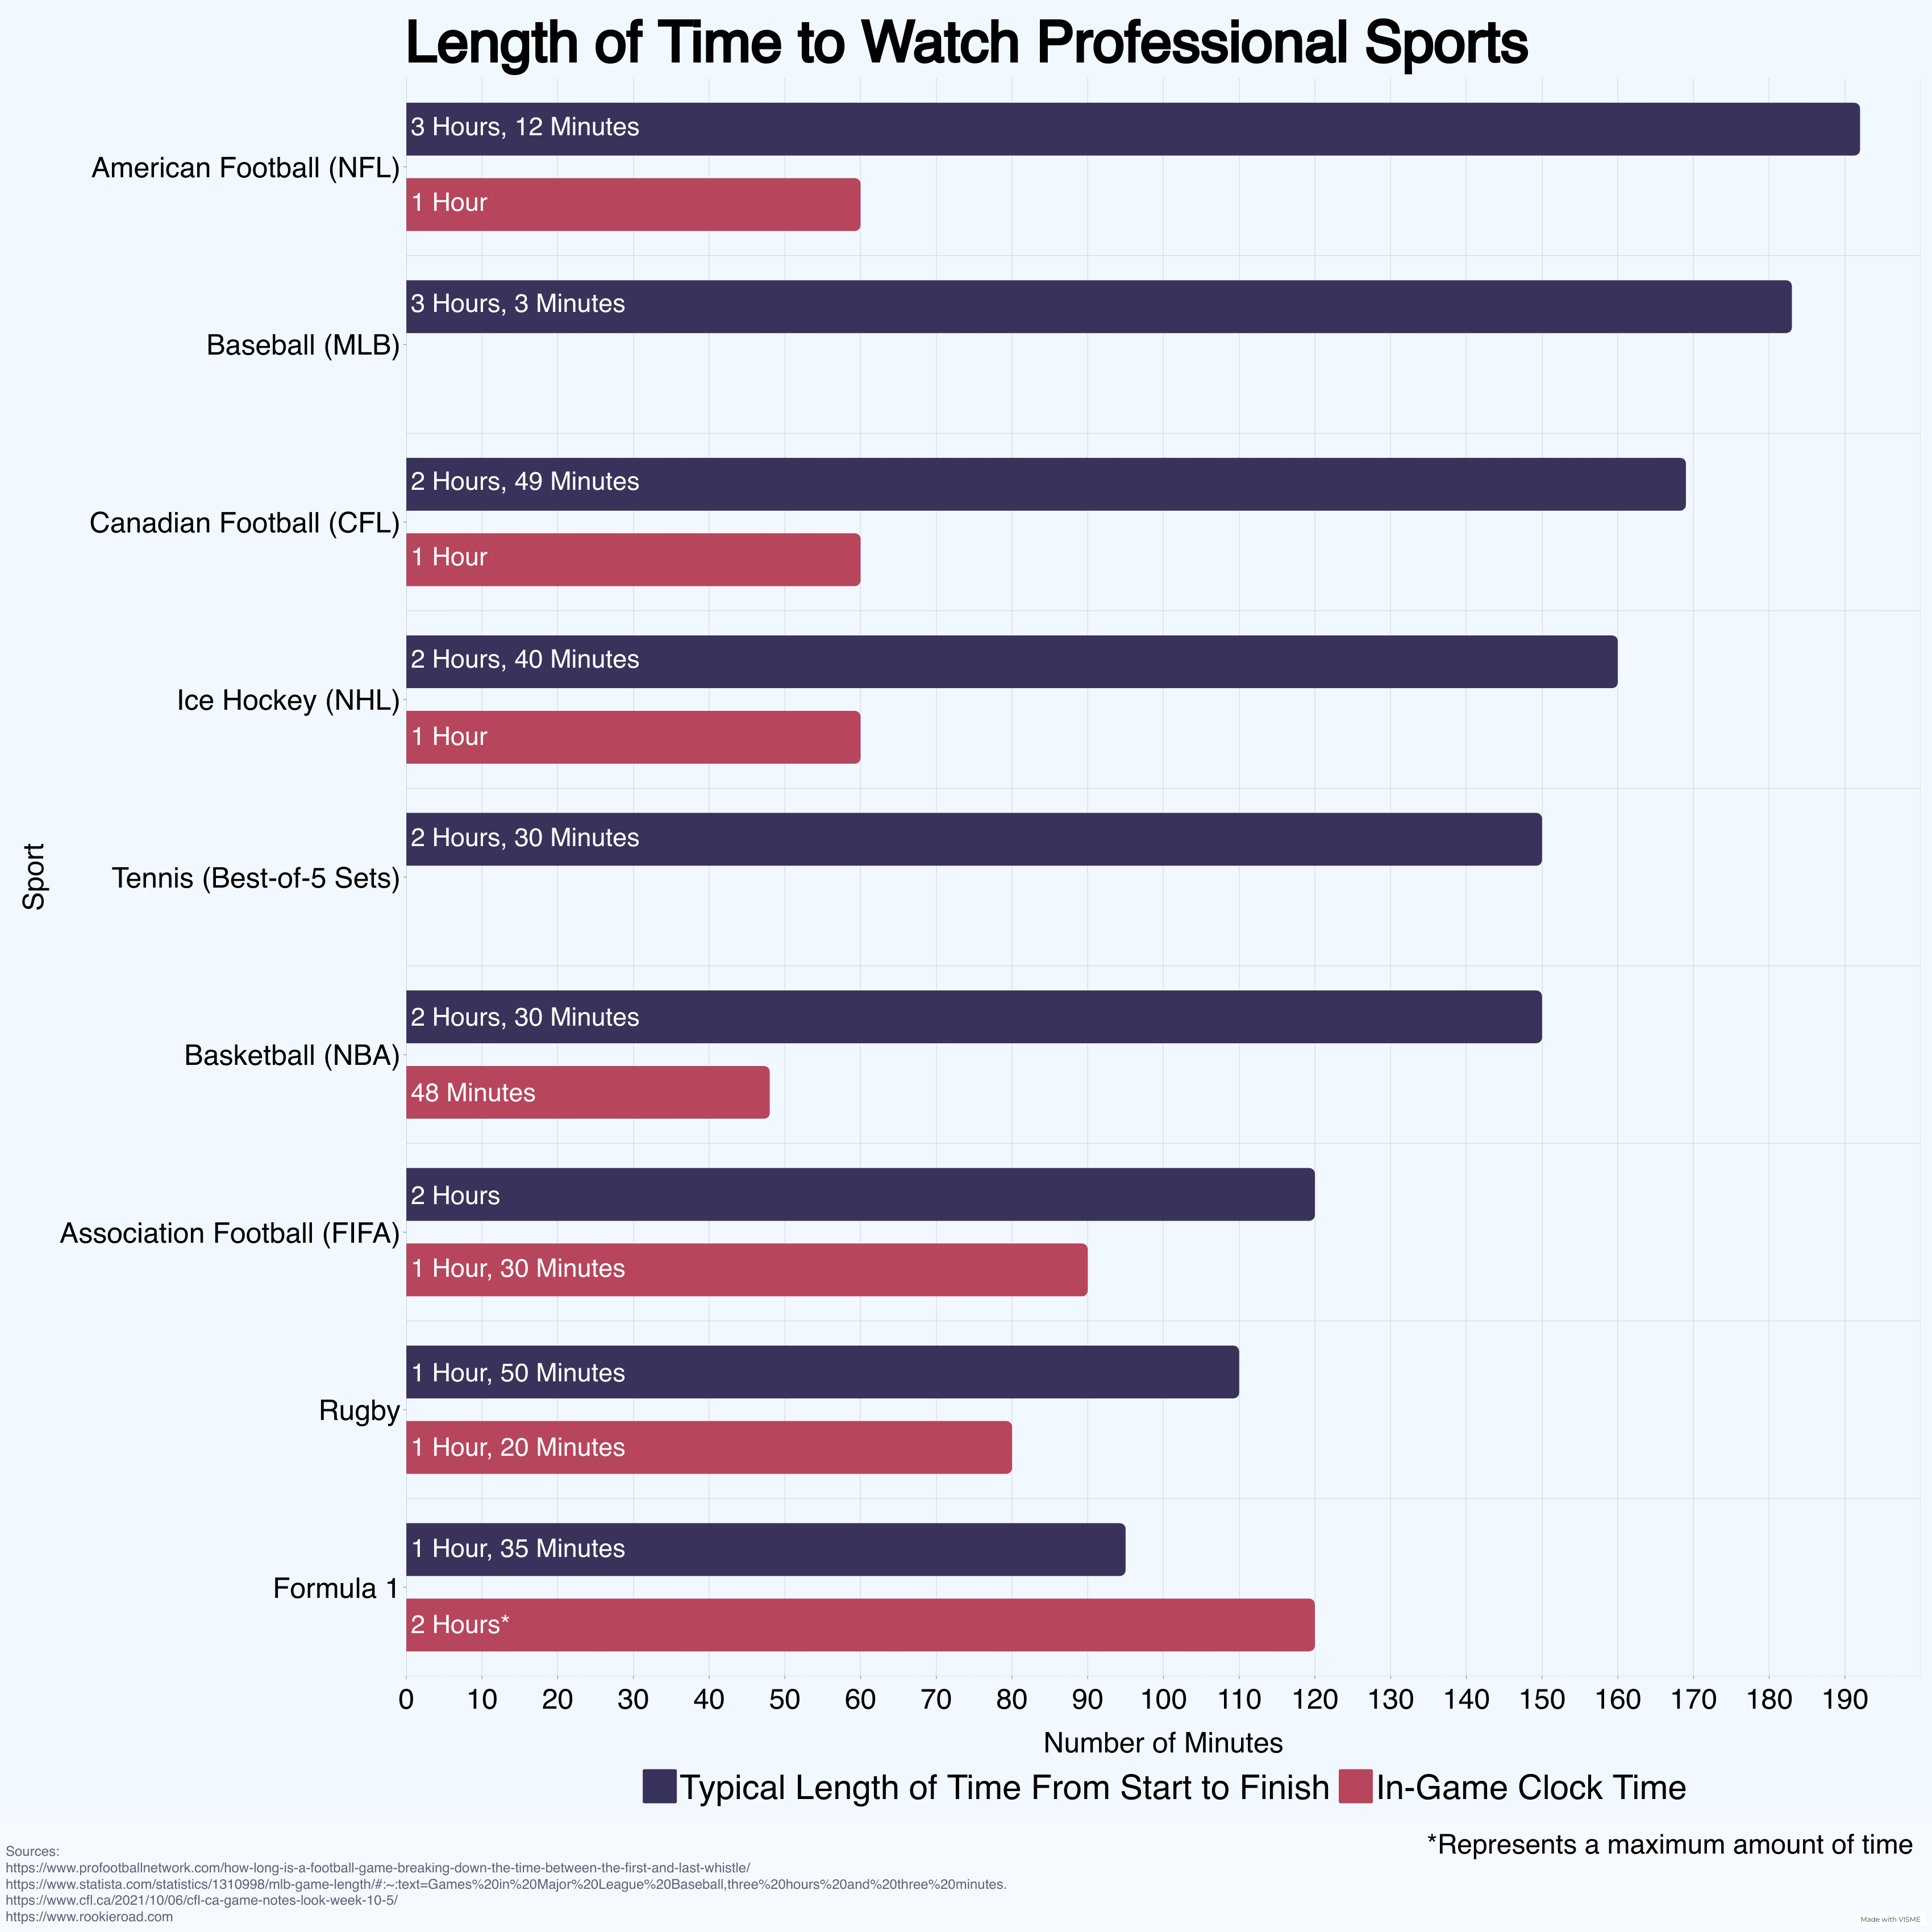 Length of Time to Watch Professional Sports
3 Hours, 12 Minutes
American Football (NFL)
1 Hour
3 Hours, 3 Minutes
Baseball (MLB)
2 Hours, 49 Minutes
Canadian Football (CFL)
1 Hour
2 Hours, 40 Minutes
Ice Hockey (NHL)
1 Hour
2 Hours, 30 Minutes
Sport
Tennis (Best-of-5 Sets)
2 Hours, 30 Minutes
Basketball (NBA)
48 Minutes
2 Hours
Association Football (FIFA)
1 Hour, 30 Minutes
1 Hour, 50 Minutes
Rugby
1 Hour, 20 Minutes
1 Hour, 35 Minutes
Formula 1
2 Hours*
0 10 20 30 40 50 60 70 80 90 100 110 120 130 140 150 160 170 180 190
Number of Minutes
Typical Length of Time From Start to Finish In-Game Clock Time
*Represents a maximum amount of time
Sources:
https://www.profootballnetwork.com/how-long-is-a-football-game-breaking-down-the-time-between-the-first-and-last-whistle/
https://www.statista.com/statistics/1310998/mlb-game-length/#:~:text=Games%20in%20Major%20League%20Baseball,three%20hours%20and%20three%20minutes.
https://www.cfl.ca/2021/10/06/cfl-ca-game-notes-look-week-10-5/
https://www.rookieroad.com
Made with VISME